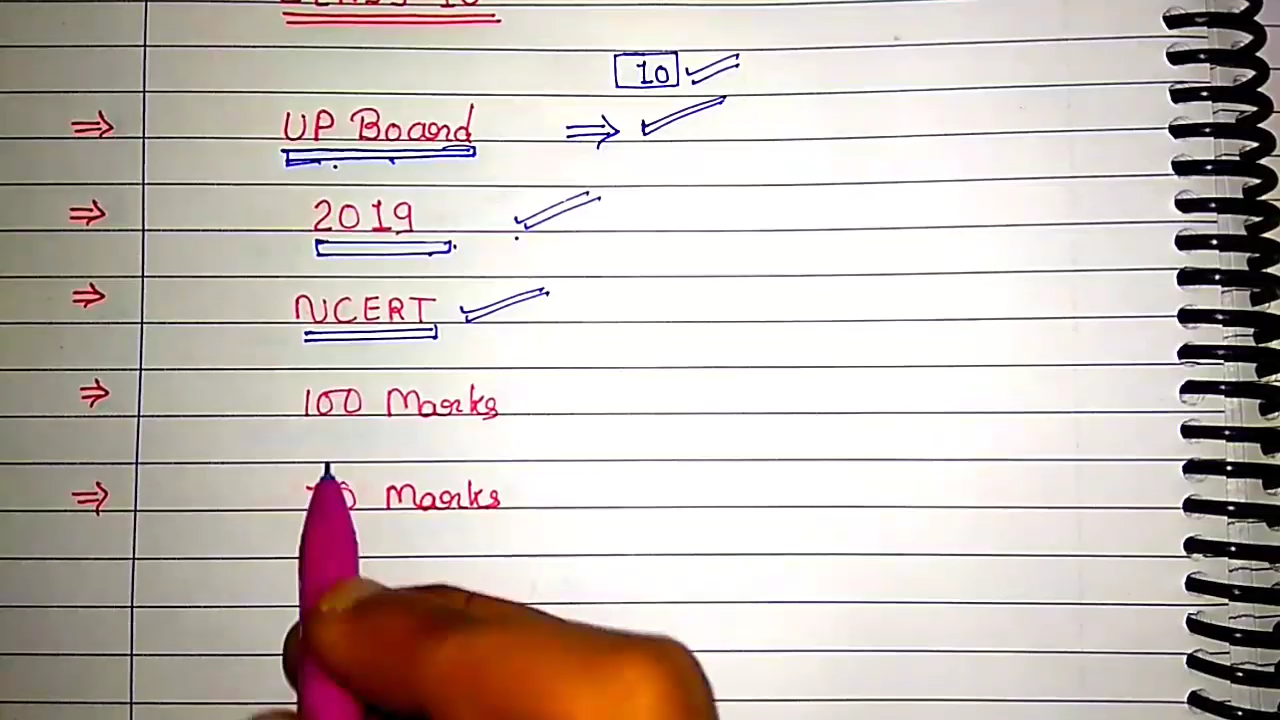 10
⇒ UP Board ⇒
⇒ 2019
⇒ NCERT
⇒ 100 Marks
⇒ Marks